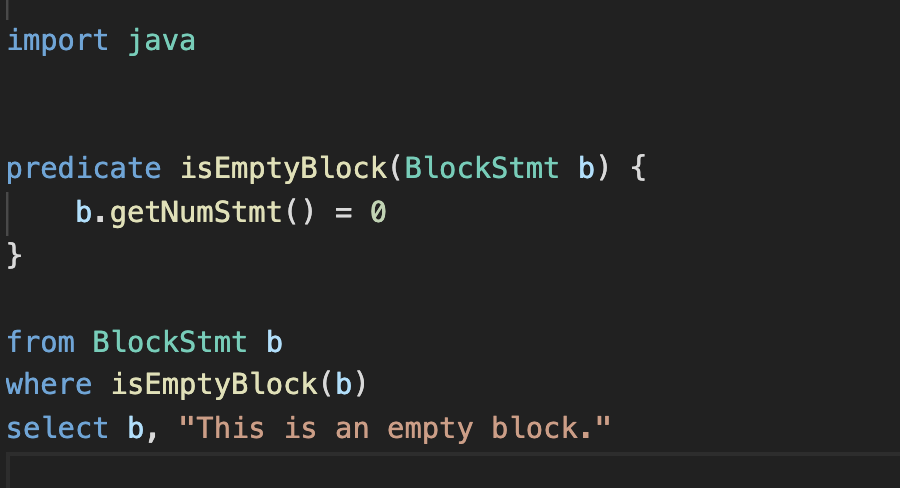 import java
predicate isEmptyBlock(BlockStmt b) {
    b.getNumStmt() = 0
}
from BlockStmt b
where isEmptyBlock(b)
select b, "This is an empty block."